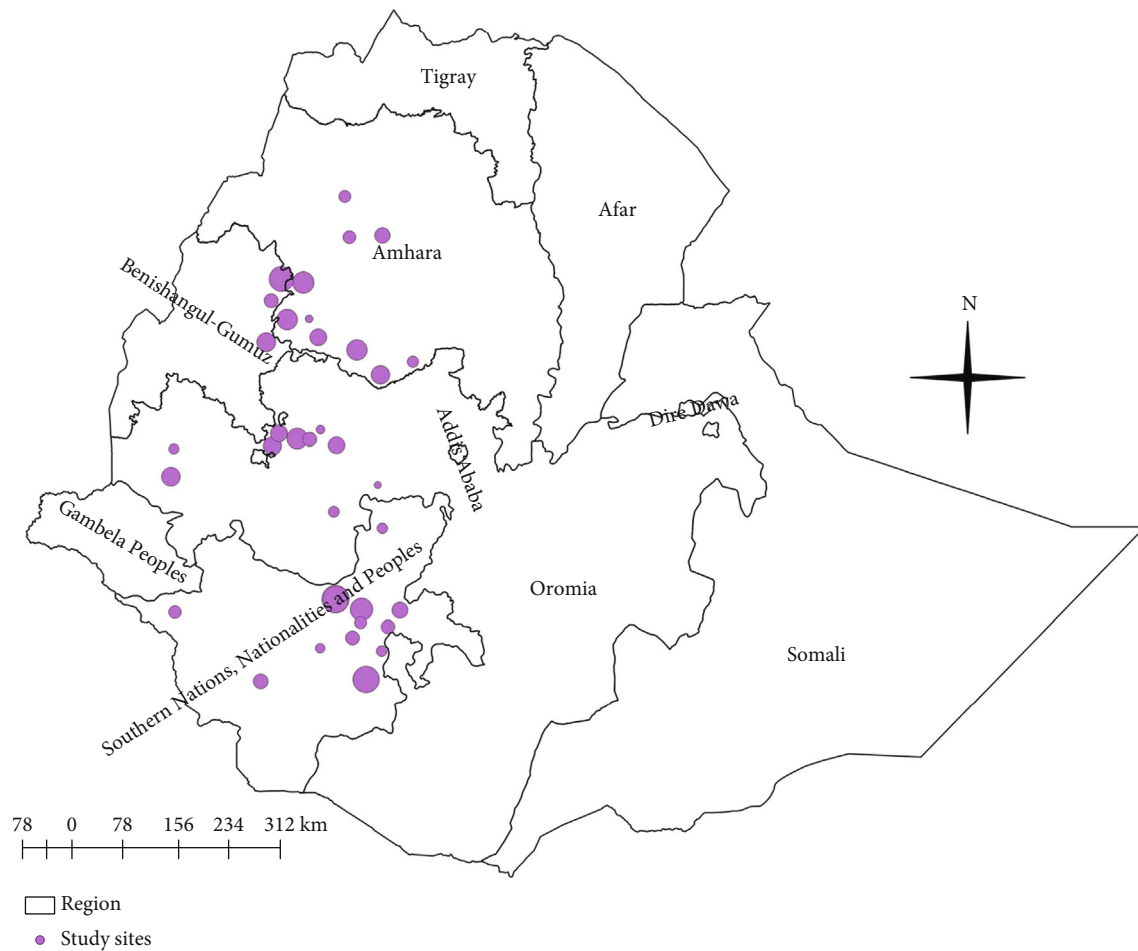 Tigray
Afar
Amhara
Benishangul-Gumuz
N
Dire Dawa
Addis Ababa
Gambela Peoples
Southern Nations, Nationalities and Peoples
Oromia
Somali
78 0 78 156 234 312 km
Region
Study sites